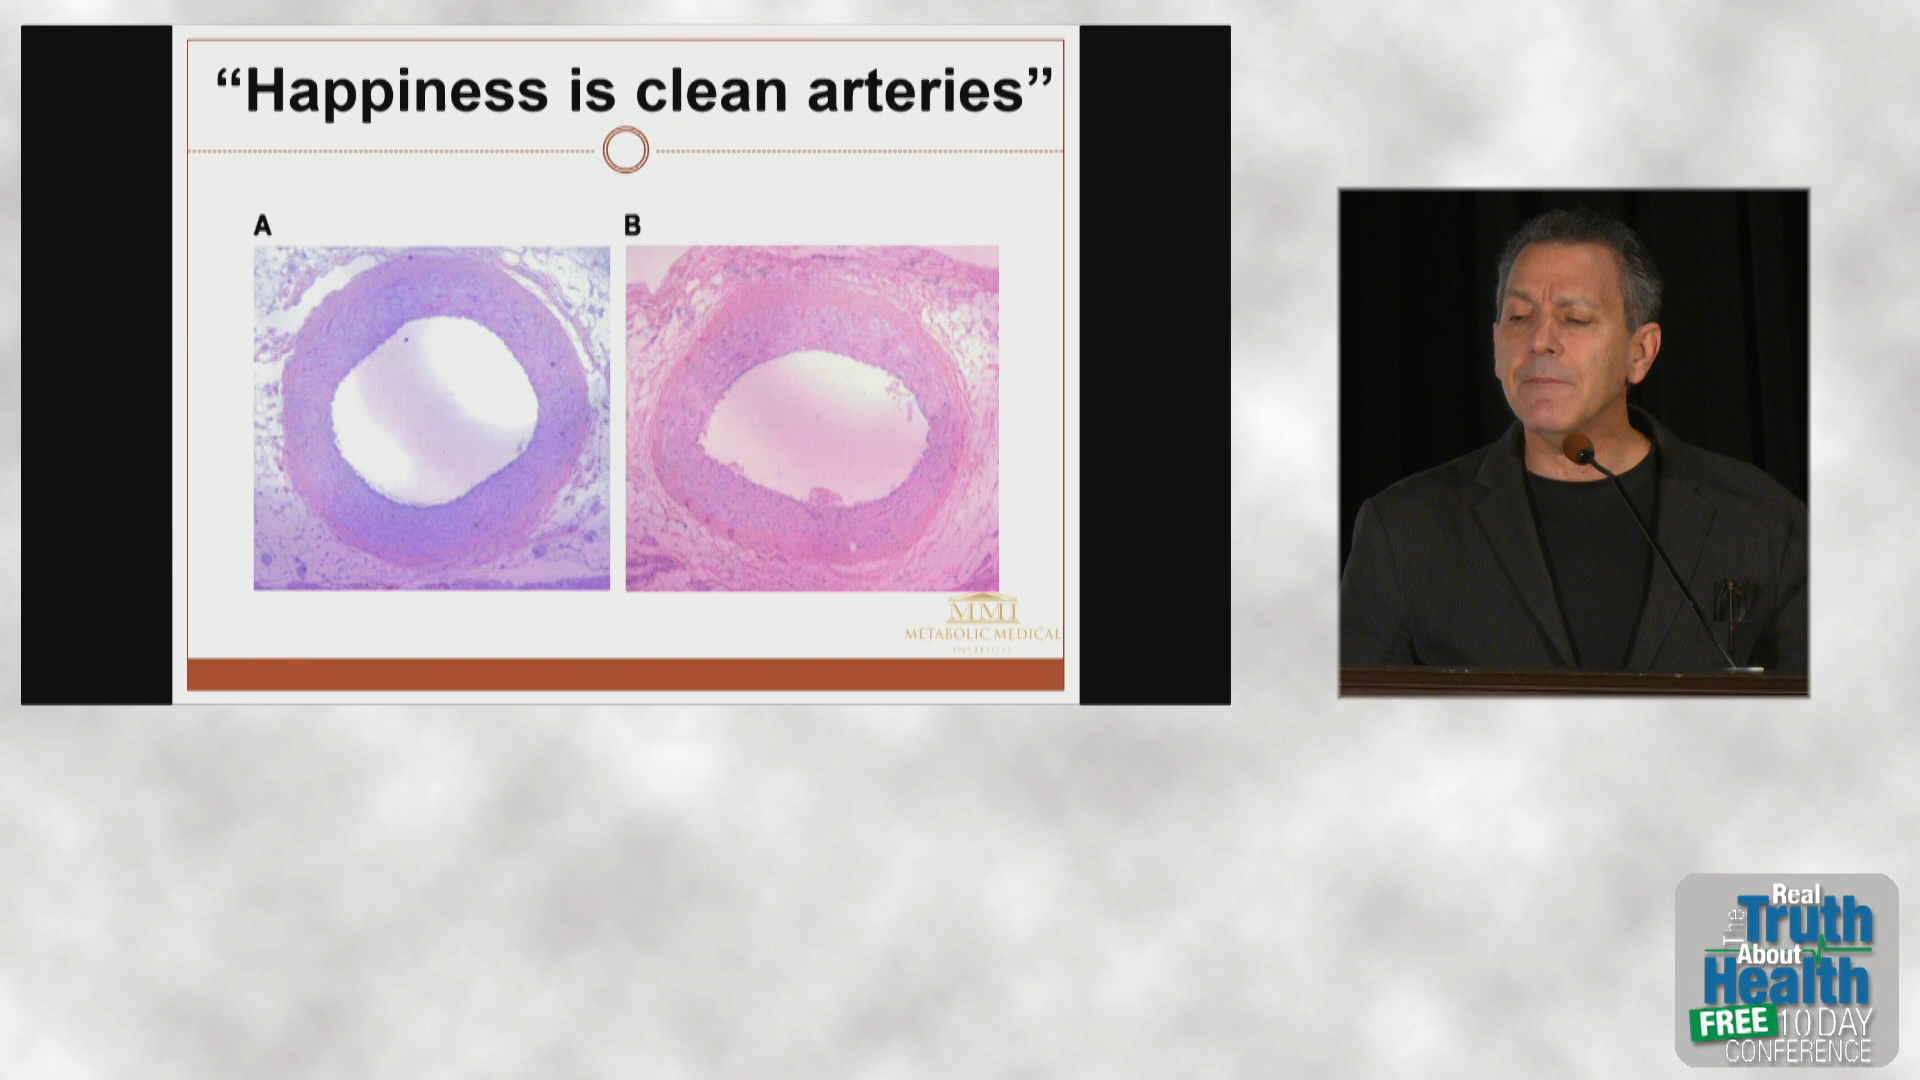 “Happiness is clean arteries”
A
B
MMI
METABOLIC MEDICAL
INSTITUTE
The Real
Truth
About
Health
FREE 10 DAY
CONFERENCE